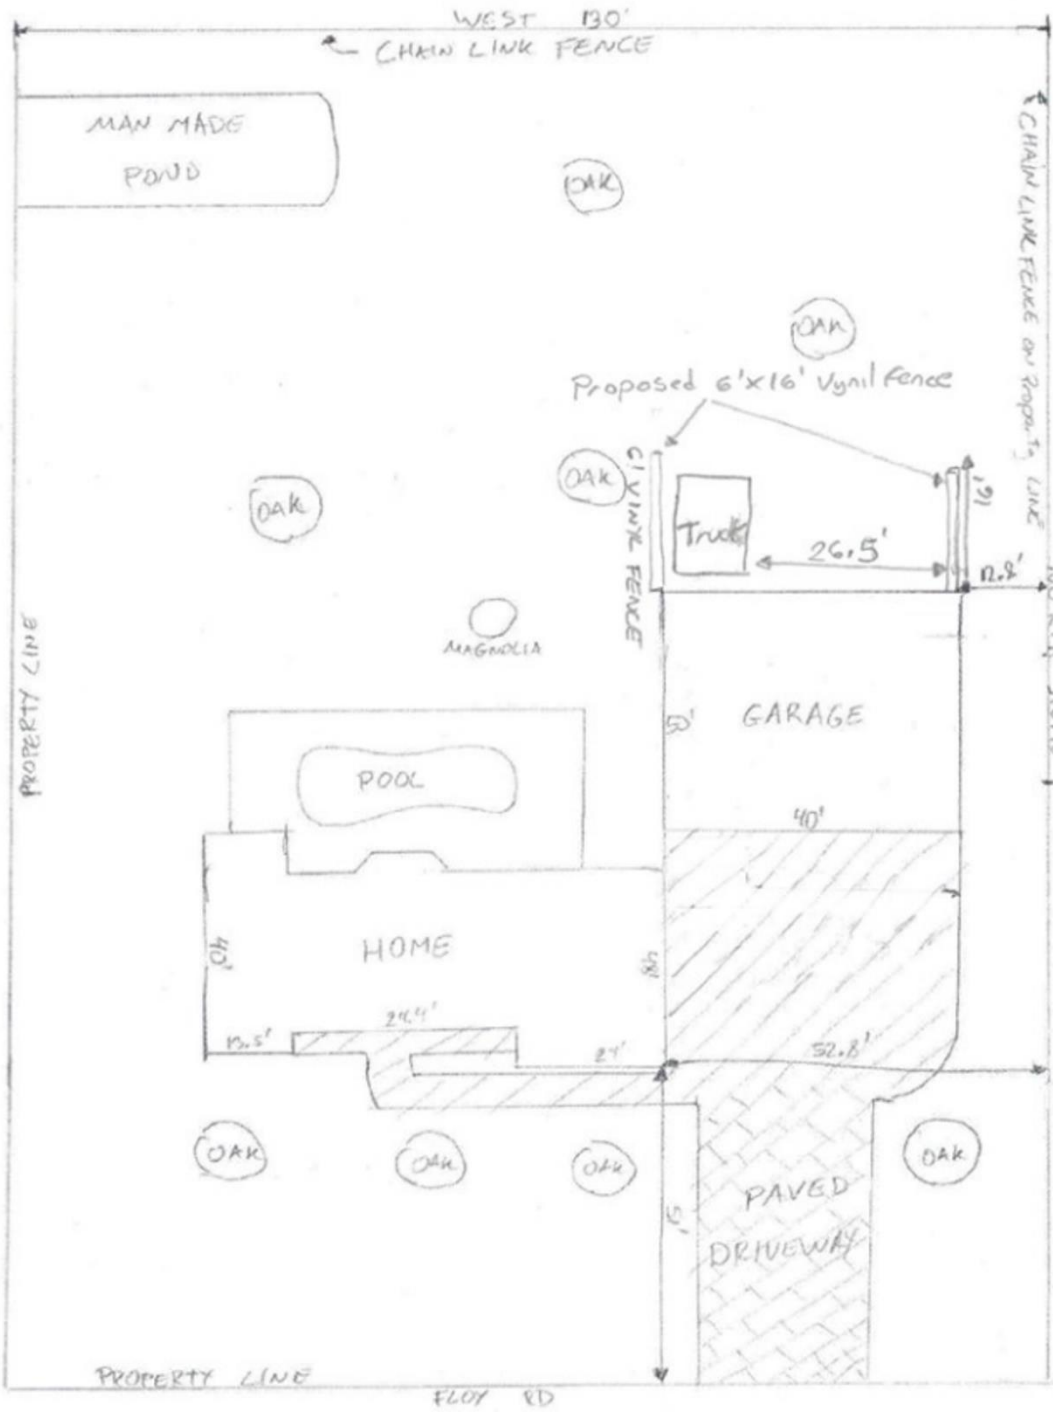 WEST 130'
CHAIN LINK FENCE
MAN MADE
POND
OAK
CHAIN LINK FENCE ON Property LINE
OAK
Proposed 6'x16' Vynil Fence
OAK
OAK
6' VINYL FENCE
Truck
26.5'
16'
12.8'
MAGNOLIA
PROPERTY LINE
50'
GARAGE
POOL
40'
40'
HOME
48'
24.4'
13.5'
24'
52.8'
OAK
OAK
OAK
OAK
PAVED
DRIVEWAY
PROPERTY LINE
FLOY RD